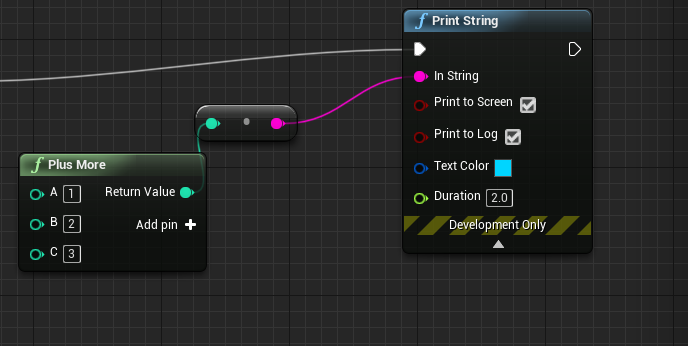 f Print String
In String
Print to Screen
Print to Log
Text Color
Duration 2.0
Development Only
f Plus More
A 1 Return Value
B 2 Add pin
C 3